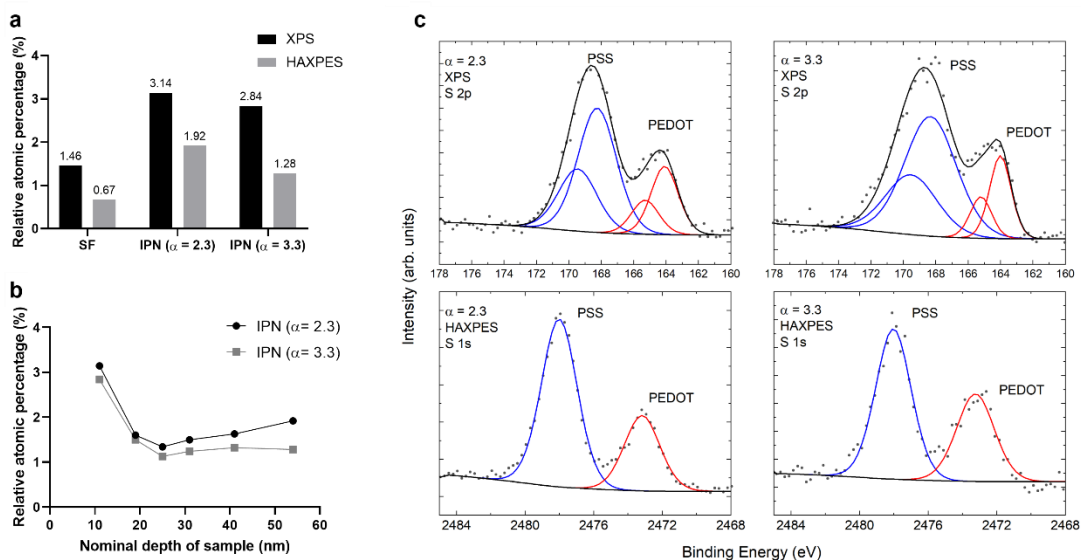 a
Relative atomic percentage (%)
4
3
2
1
0
XPS
HAXPES
1.46
0.67
3.14
1.92
2.84
1.28
SF
IPN (α = 2.3)
IPN (α = 3.3)
b
Relative atomic percentage (%)
4
3
2
1
0
IPN (α= 2.3)
IPN (α= 3.3)
0 10 20 30 40 50 60
Nominal depth of sample (nm)
c
Intensity (arb. units)
α = 2.3
XPS
S 2p
PSS
PEDOT
178 176 174 172 170 168 166 164 162 160
α = 3.3
XPS
S 2p
PSS
PEDOT
178 176 174 172 170 168 166 164 162 160
α = 2.3
HAXPES
S 1s
PSS
PEDOT
2484 2480 2476 2472 2468
α = 3.3
HAXPES
S 1s
PSS
PEDOT
2484 2480 2476 2472 2468
Binding Energy (eV)